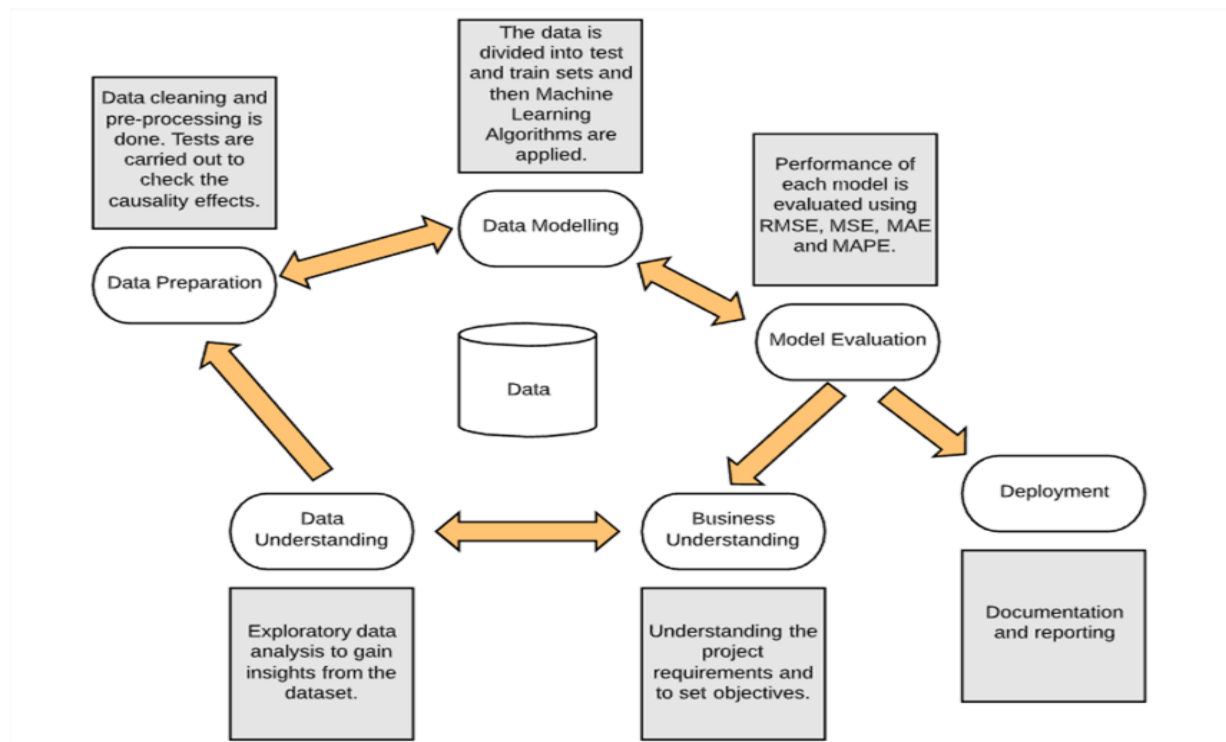 The data is
divided into test
and train sets and
then Machine
Learning
Algorithms are
applied.
Data cleaning and
pre-processing is
done. Tests are
carried out to
check the
causality effects.
Performance of
each model is
evaluated using
RMSE, MSE, MAE
and MAPE.
Data Modelling
Data Preparation
Model Evaluation
Data
Deployment
Data
Understanding
Business
Understanding
Documentation
and reporting
Exploratory data
analysis to gain
insights from the
dataset.
Understanding the
project
requirements and
to set objectives.